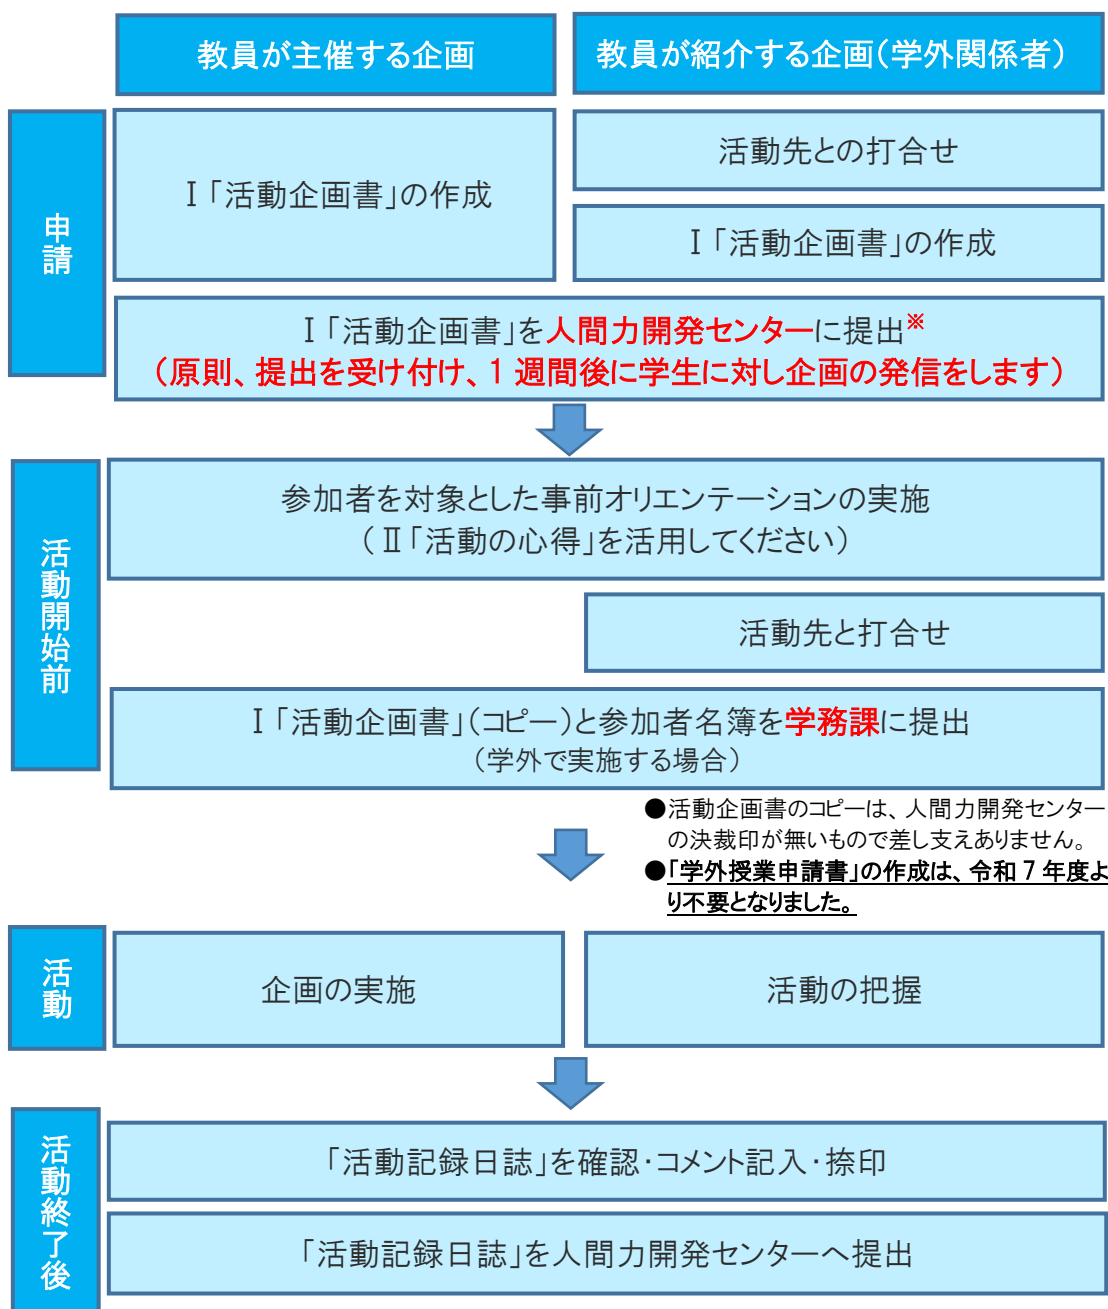 教員が主催する企画
教員が紹介する企画(学外関係者)
申請
Ⅰ「活動企画書」の作成
活動先との打合せ
Ⅰ「活動企画書」の作成
Ⅰ「活動企画書」を人間力開発センターに提出※
(原則、提出を受け付け、1週間後に学生に対し企画の発信をします)
活動開始前
参加者を対象とした事前オリエンテーションの実施
(Ⅱ「活動の心得」を活用してください)
活動先と打合せ
Ⅰ「活動企画書」(コピー)と参加者名簿を学務課に提出
(学外で実施する場合)
●活動企画書のコピーは、人間力開発センター
の決裁印が無いもので差し支えありません。
●「学外授業申請書」の作成は、令和7年度よ
り不要となりました。
活動
企画の実施
活動の把握
活動終了後
「活動記録日誌」を確認・コメント記入・捺印
「活動記録日誌」を人間力開発センターへ提出